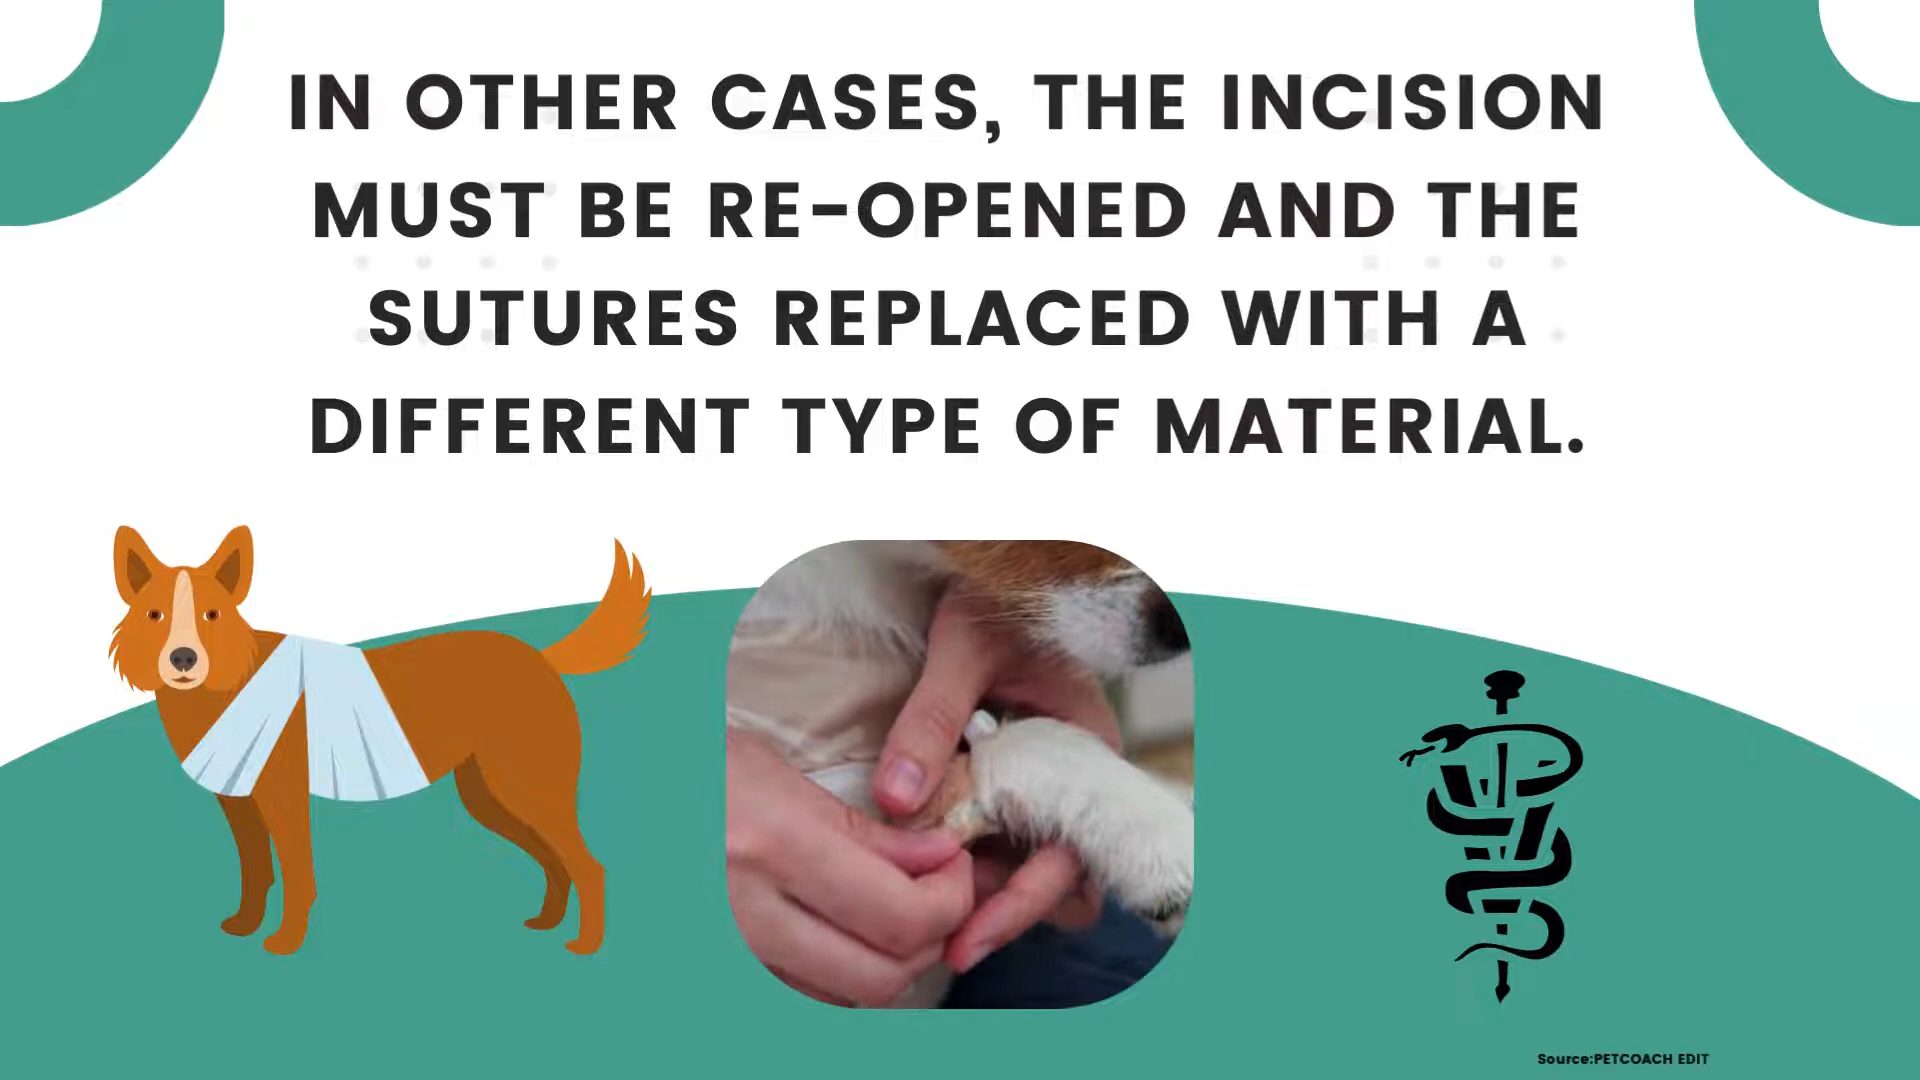 IN OTHER CASES, THE INCISION
MUST BE RE-OPENED AND THE
SUTURES REPLACED WITH A
DIFFERENT TYPE OF MATERIAL.
Source:PETCOACH EDIT